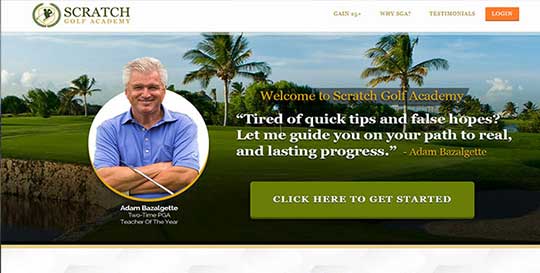 SCRATCH
GOLF ACADEMY
GAIN 25+
WHY SGA?
TESTIMONIALS
LOGIN
Welcome to Scratch Golf Academy
“Tired of quick tips and false hopes?
Let me guide you on your path to real,
and lasting progress.” - Adam Bazalgette
Adam Bazalgette
Two-Time PGA
Teacher Of The Year
CLICK HERE TO GET STARTED